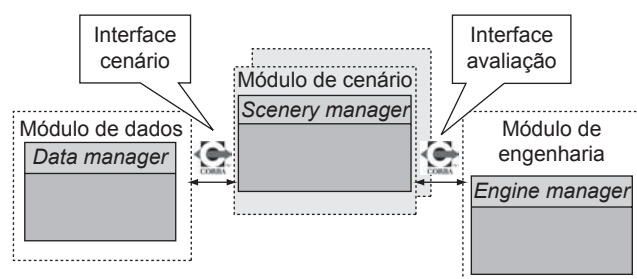 Interface
cenário
Interface
avaliação
Módulo de cenário
Scenery manager
Módulo de dados
Data manager
CORBA
CORBA
Módulo de
engenharia
Engine manager